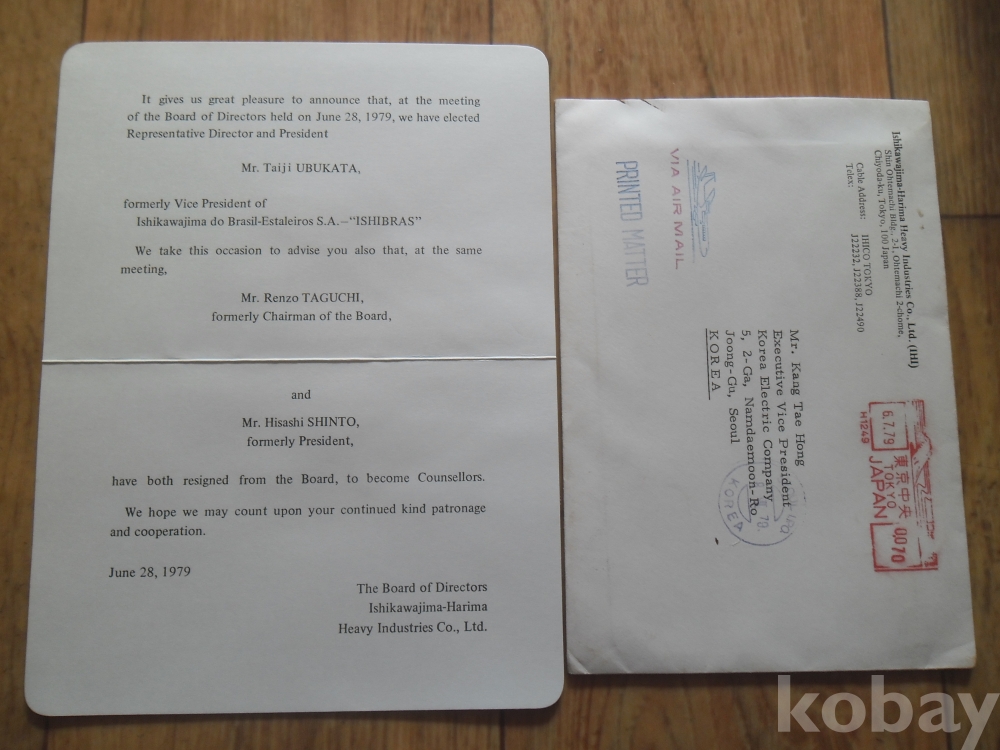 It gives us great pleasure to announce that, at the meeting
of the Board of Directors held on June 28, 1979, we have elected
Representative Director and President
Mr. Taiji UBUKATA,
formerly Vice President of
Ishikawajima do Brasil-Estaleiros S.A.–"ISHIBRAS"
We take this occasion to advise you also that, at the same
meeting,
Mr. Renzo TAGUCHI,
formerly Chairman of the Board,
and
Mr. Hisashi SHINTO,
formerly President,
have both resigned from the Board, to become Counsellors.
We hope we may count upon your continued kind patronage
and cooperation.
June 28, 1979
The Board of Directors
Ishikawajima-Harima
Heavy Industries Co., Ltd.
Ishikawajima-Harima Heavy Industries Co., Ltd. (IHI)
Shin Ohtemachi Bldg., 2-1, Ohtemachi 2-chome,
Chiyoda-ku, Tokyo, 100 Japan
Cable Address: IHICO TOKYO
Telex: J22232, J22388, J22490
VIA AIR MAIL
PRINTED MATTER
Mr. Kang Tae Hong
Executive Vice President
Korea Electric Company
5, 2-Ga, Namdaemoon-Ro
Joong-Gu, Seoul
KOREA
6.7.79
東京中央
TOKYO
JAPAN
0070
H1249
KOREA
kobay